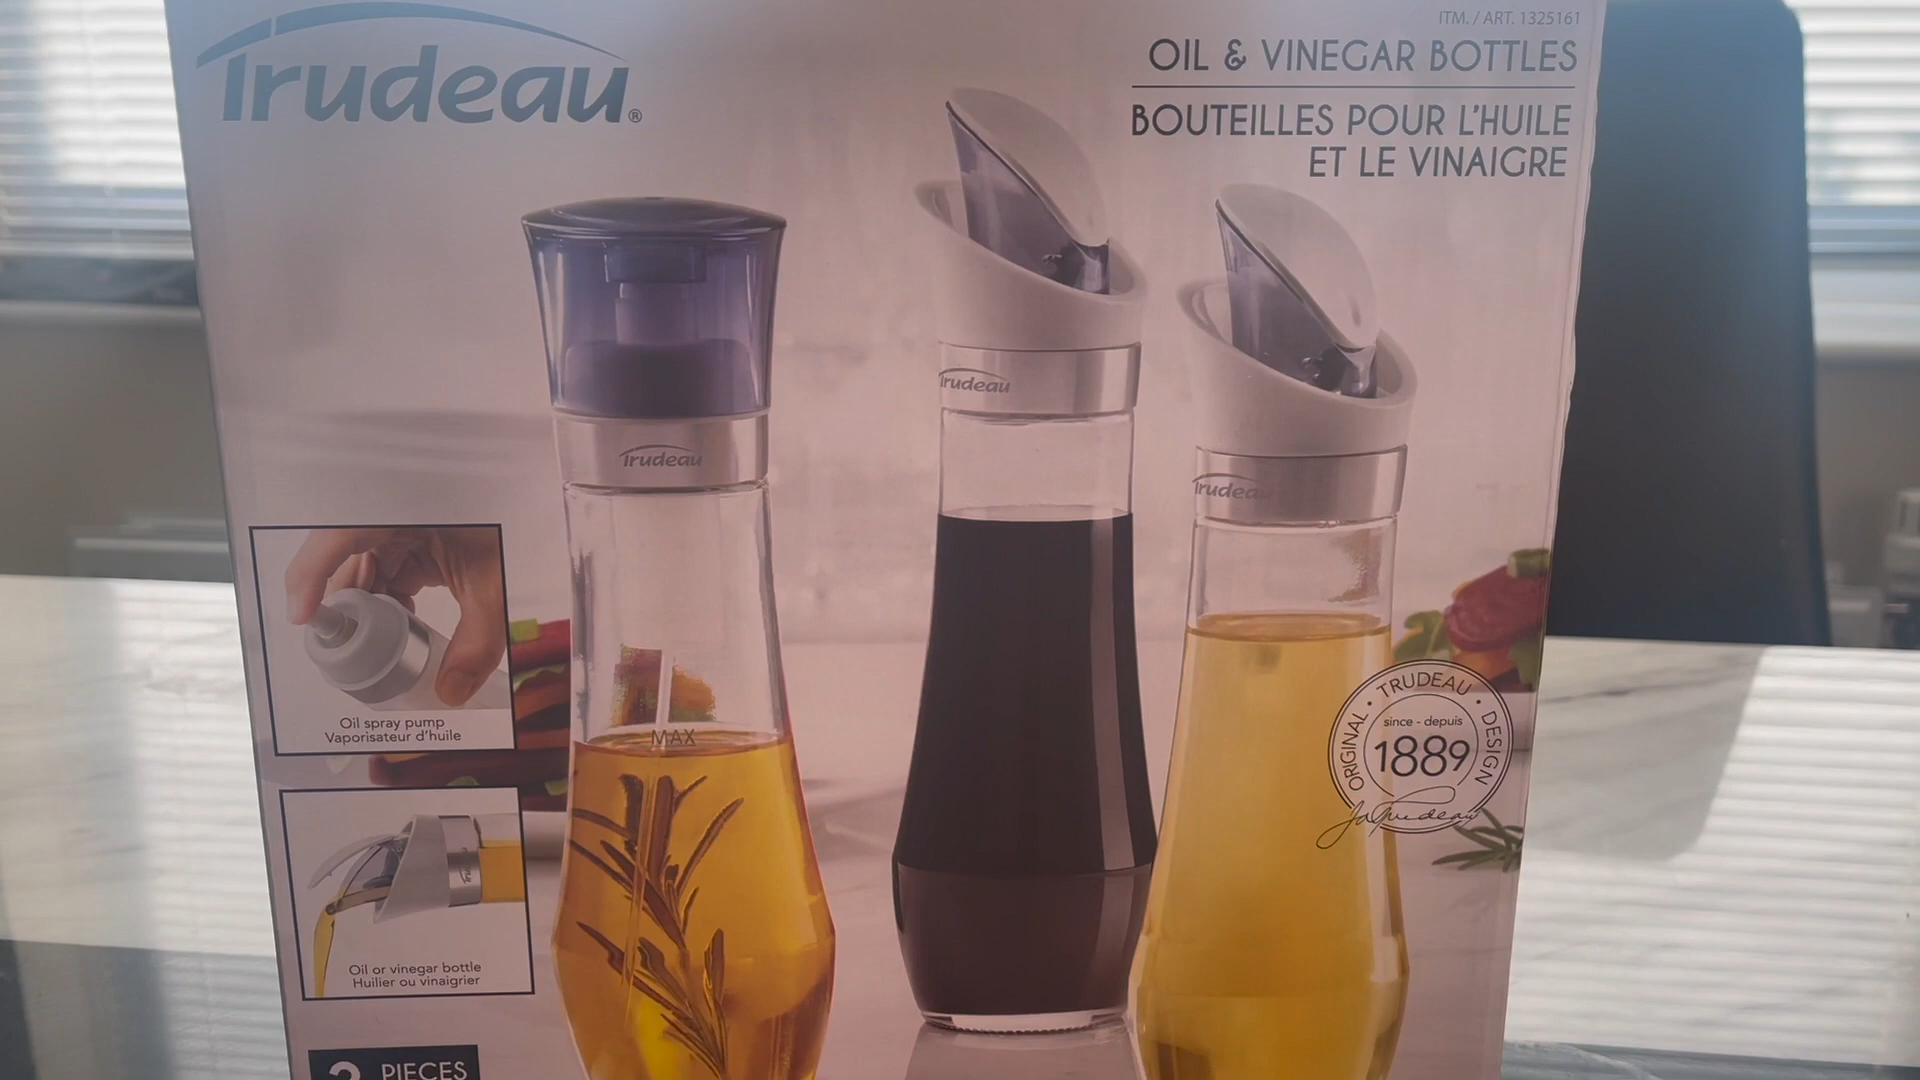 Trudeau®
ITM. / ART. 1325161
OIL & VINEGAR BOTTLES
BOUTEILLES POUR L'HUILE
ET LE VINAIGRE
Trudeau
Trudeau
Trudeau
Oil spray pump
Vaporisateur d'huile
MAX
ORIGINAL • TRUDEAU • DESIGN
since - depuis
1889
JaTrudeau
Oil or vinegar bottle
Huilier ou vinaigrier
PIECES